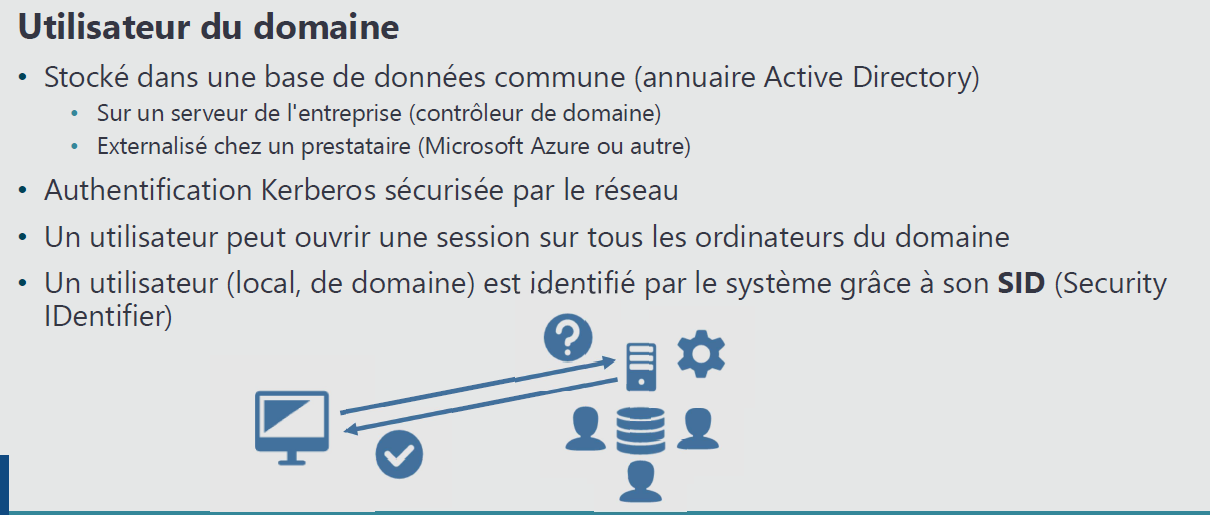 Utilisateur du domaine
• Stocké dans une base de données commune (annuaire Active Directory)
• Sur un serveur de l'entreprise (contrôleur de domaine)
• Externalisé chez un prestataire (Microsoft Azure ou autre)
• Authentification Kerberos sécurisée par le réseau
• Un utilisateur peut ouvrir une session sur tous les ordinateurs du domaine
• Un utilisateur (local, de domaine) est identifié par le système grâce à son SID (Security
IDentifier)
?